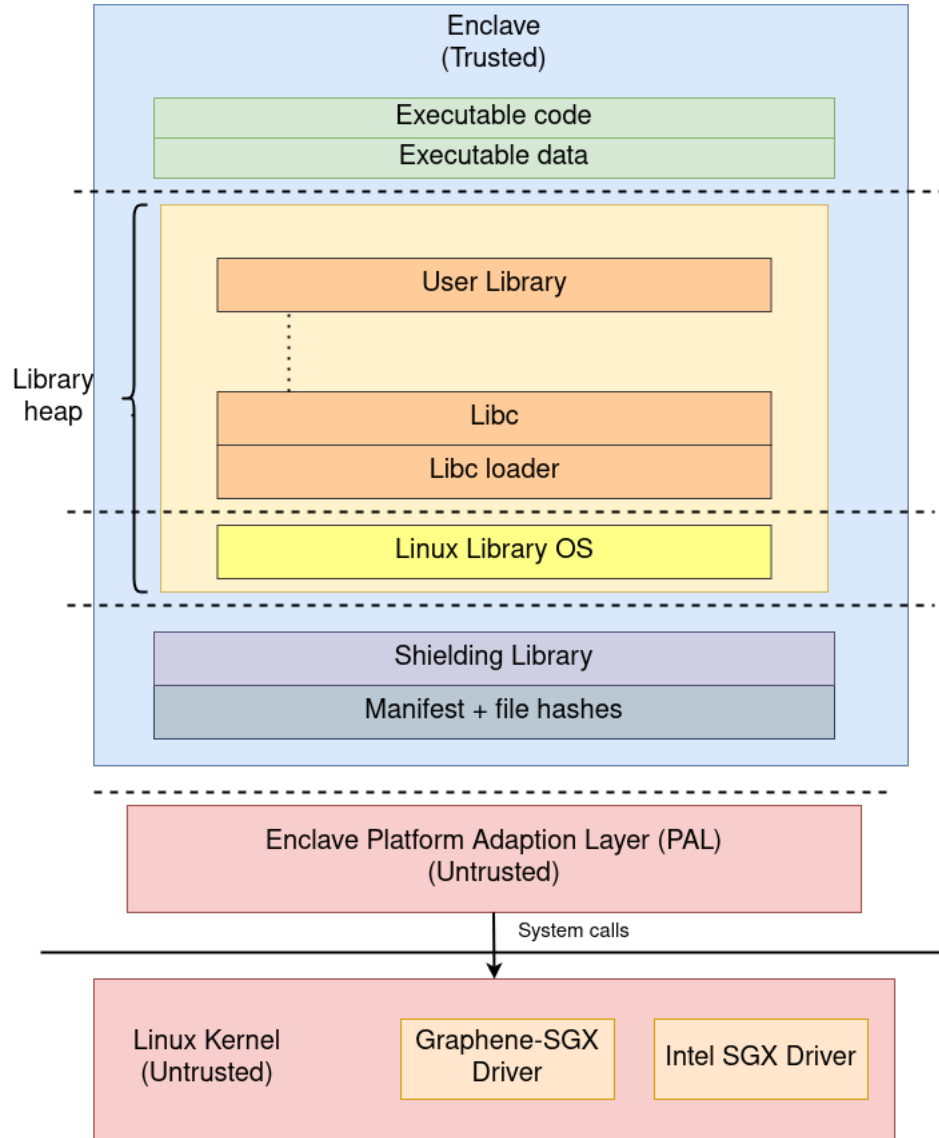 Enclave
(Trusted)
Executable code
Executable data
User Library
Library
heap
Libc
Libc loader
Linux Library OS
Shielding Library
Manifest + file hashes
Enclave Platform Adaption Layer (PAL)
(Untrusted)
System calls
Linux Kernel
(Untrusted)
Graphene-SGX
Driver
Intel SGX Driver